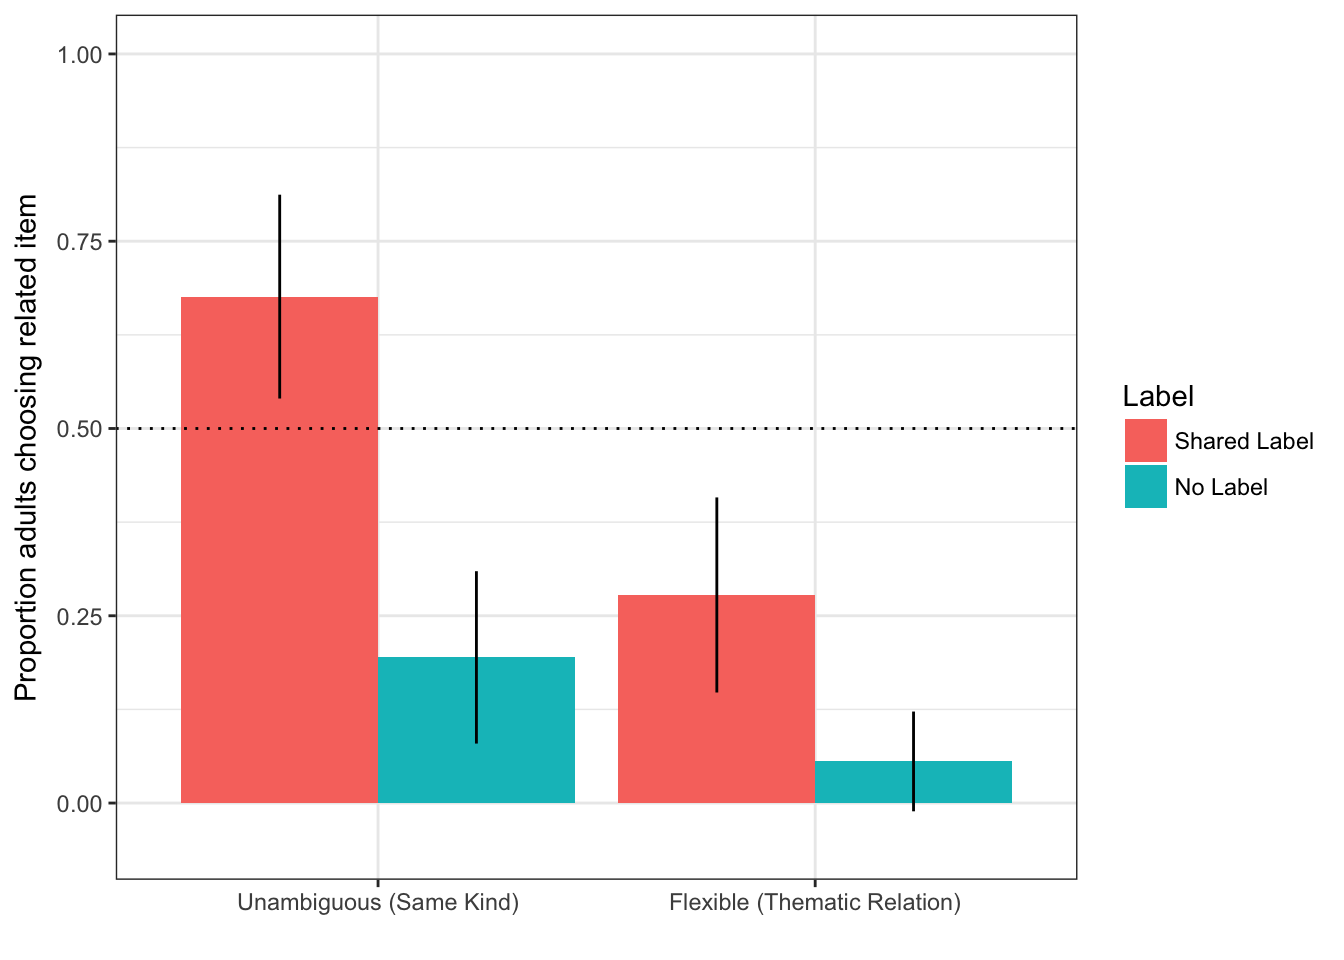 Proportion adults choosing related item
1.00
0.75
0.50
0.25
0.00
Unambiguous (Same Kind)
Flexible (Thematic Relation)
Label
Shared Label
No Label